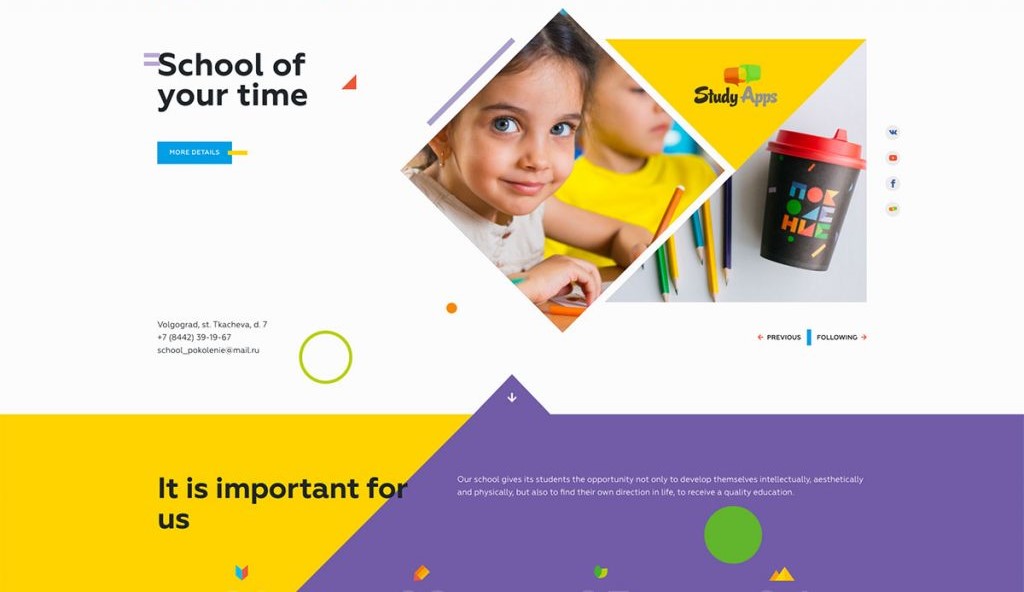 School of
your time
MORE DETAILS
Study Apps
ПОК
ОЛЕ
НИЕ
Volgograd, st. Tkacheva, d. 7
+7 (8442) 39-19-67
school_pokolenie@mail.ru
PREVIOUS
FOLLOWING
It is important for
us
Our school gives its students the opportunity not only to develop themselves intellectually, aesthetically
and physically, but also to find their own direction in life, to receive a quality education.